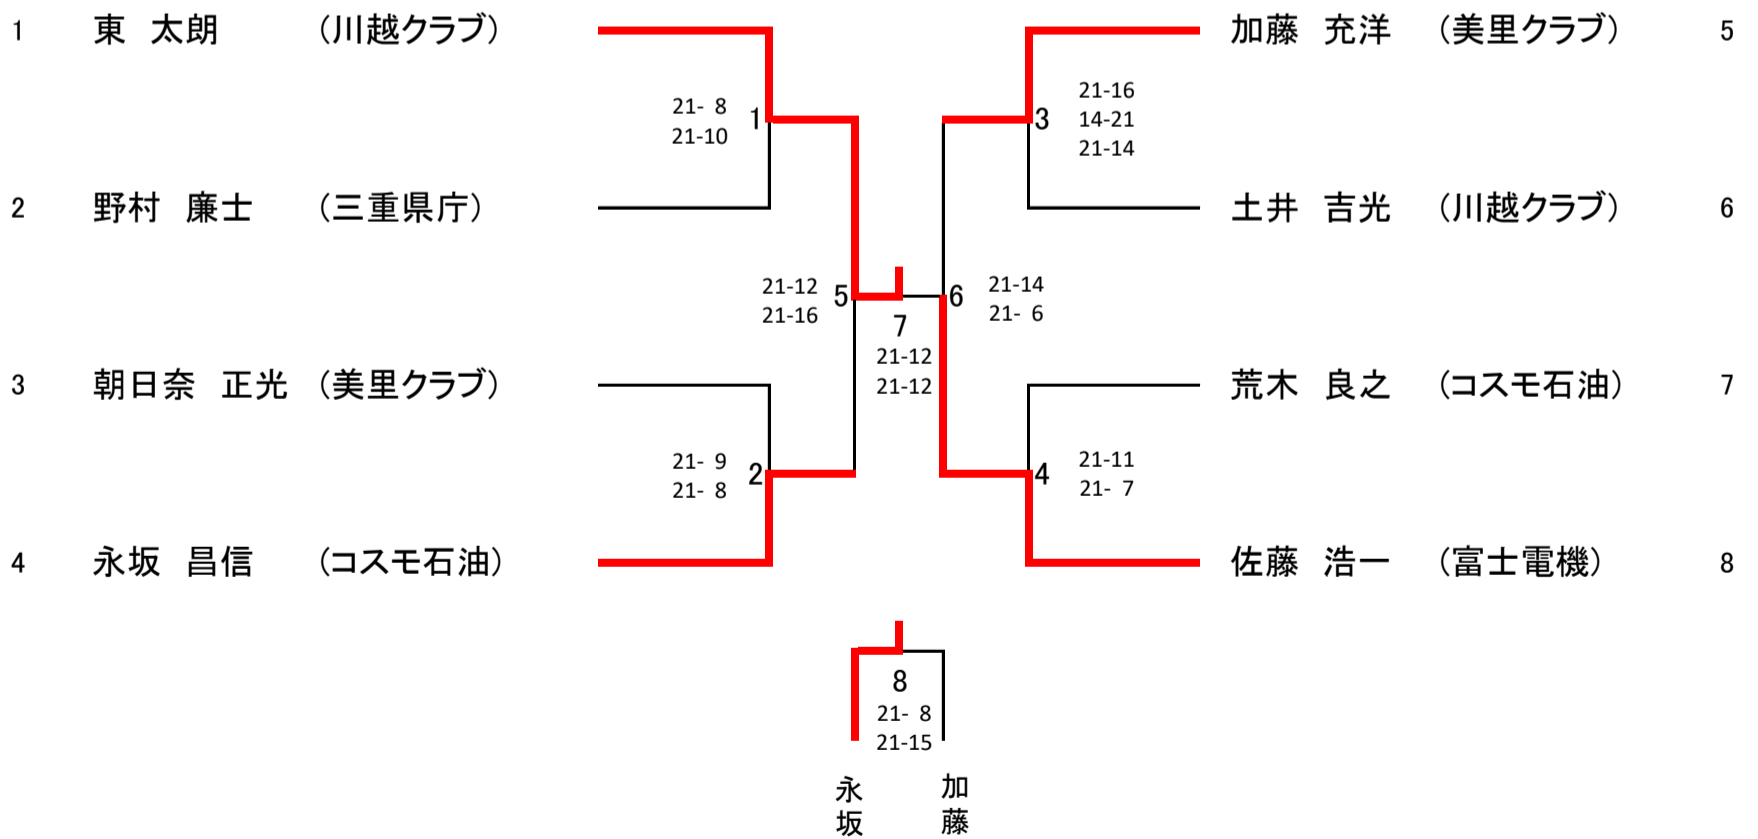 1 東 太朗 (川越クラブ)
加藤 充洋 (美里クラブ) 5
21- 8
21-10
1
3
21-16
14-21
21-14
2 野村 廉士 (三重県庁)
土井 吉光 (川越クラブ) 6
21-12
21-16
5
6
21-14
21- 6
7
21-12
21-12
3 朝日奈 正光 (美里クラブ)
荒木 良之 (コスモ石油) 7
21- 9
21- 8
2
4
21-11
21- 7
4 永坂 昌信 (コスモ石油)
佐藤 浩一 (富士電機) 8
8
21- 8
21-15
永坂
加藤